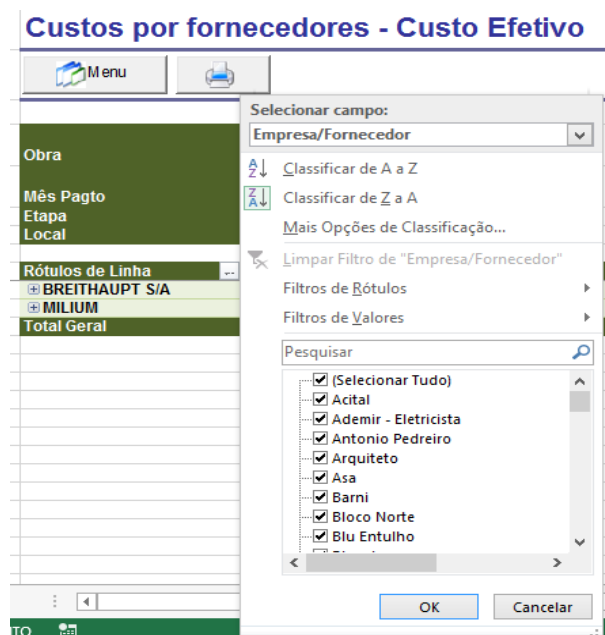 Custos por fornecedores - Custo Efetivo
Menu
Selecionar campo:
Empresa/Fornecedor
Obra
Classificar de A a Z
Mês Pagto
Classificar de Z a A
Etapa
Local
Mais Opções de Classificação...
Limpar Filtro de "Empresa/Fornecedor"
Rótulos de Linha
BREITHAUPT S/A
Filtros de Rótulos
MILIUM
Filtros de Valores
Total Geral
Pesquisar
(Selecionar Tudo)
Acital
Ademir - Eletricista
Antonio Pedreiro
Arquiteto
Asa
Barni
Bloco Norte
Blu Entulho
OK
Cancelar
TO